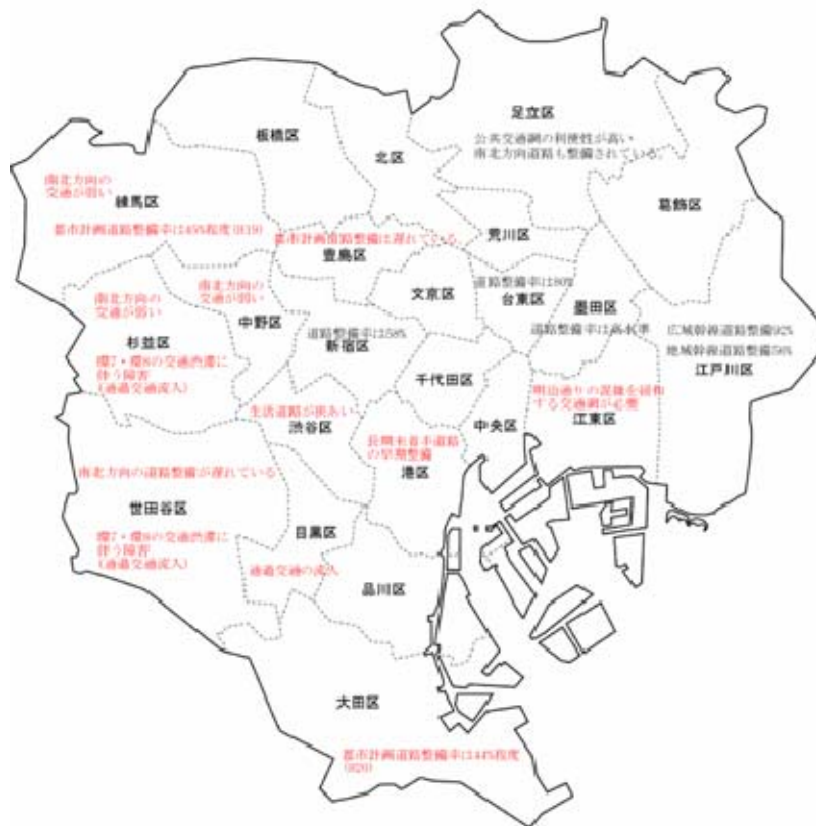 足立区
公共交通網の利便性が高い
南北方向道路も整備されている。
板橋区
北区
南北方向の
交通が弱い
練馬区
葛飾区
都市計画道路整備率は45%程度(H19)
都市計画道路整備は遅れている
豊島区
荒川区
南北方向の
交通が弱い
南北方向の
交通が弱い
文京区
道路整備率は80%
台東区
墨田区
中野区
杉並区
道路整備率は58%
新宿区
道路整備率は高水準
広域幹線道路整備92%
地域幹線道路整備56%
江戸川区
環7・環8の交通渋滞に
伴う障害
(通過交通流入)
千代田区
生活道路が狭あい
渋谷区
明治通りの混雑を緩和
する交通網が必要
江東区
中央区
長期未着手道路
の早期整備
港区
南北方向の道路整備が遅れている
世田谷区
環7・環8の交通渋滞に
伴う障害
(通過交通流入)
目黒区
通過交通の流入
品川区
大田区
都市計画道路整備率は44%程度
(H20)